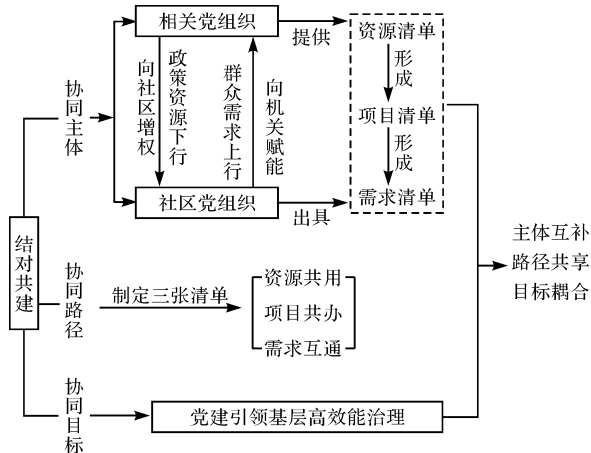 相关党组织
提供
资源清单
形成
项目清单
形成
需求清单
协同主体
向社区增权
政策资源下行
群众需求上行
向机关赋能
社区党组织
出具
结对共建
协同路径
制定三张清单
资源共用
项目共办
需求互通
主体互补
路径共享
目标耦合
协同目标
党建引领基层高效能治理